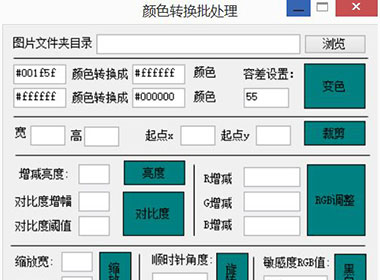 颜色转换批处理
图片文件夹目录 浏览
#001f5f 颜色转换成 #ffffff 颜色 容差设置: 变色
#ffffff 颜色转换成 #000000 颜色 55
宽 高 起点x 起点y 裁剪
增减亮度: 亮度 R增减
对比度增幅 对比度 G增减 RGB调整
对比度阈值 B增减
缩放宽: 缩放 顺时针角度: 旋转 敏感度RGB值: 黑白